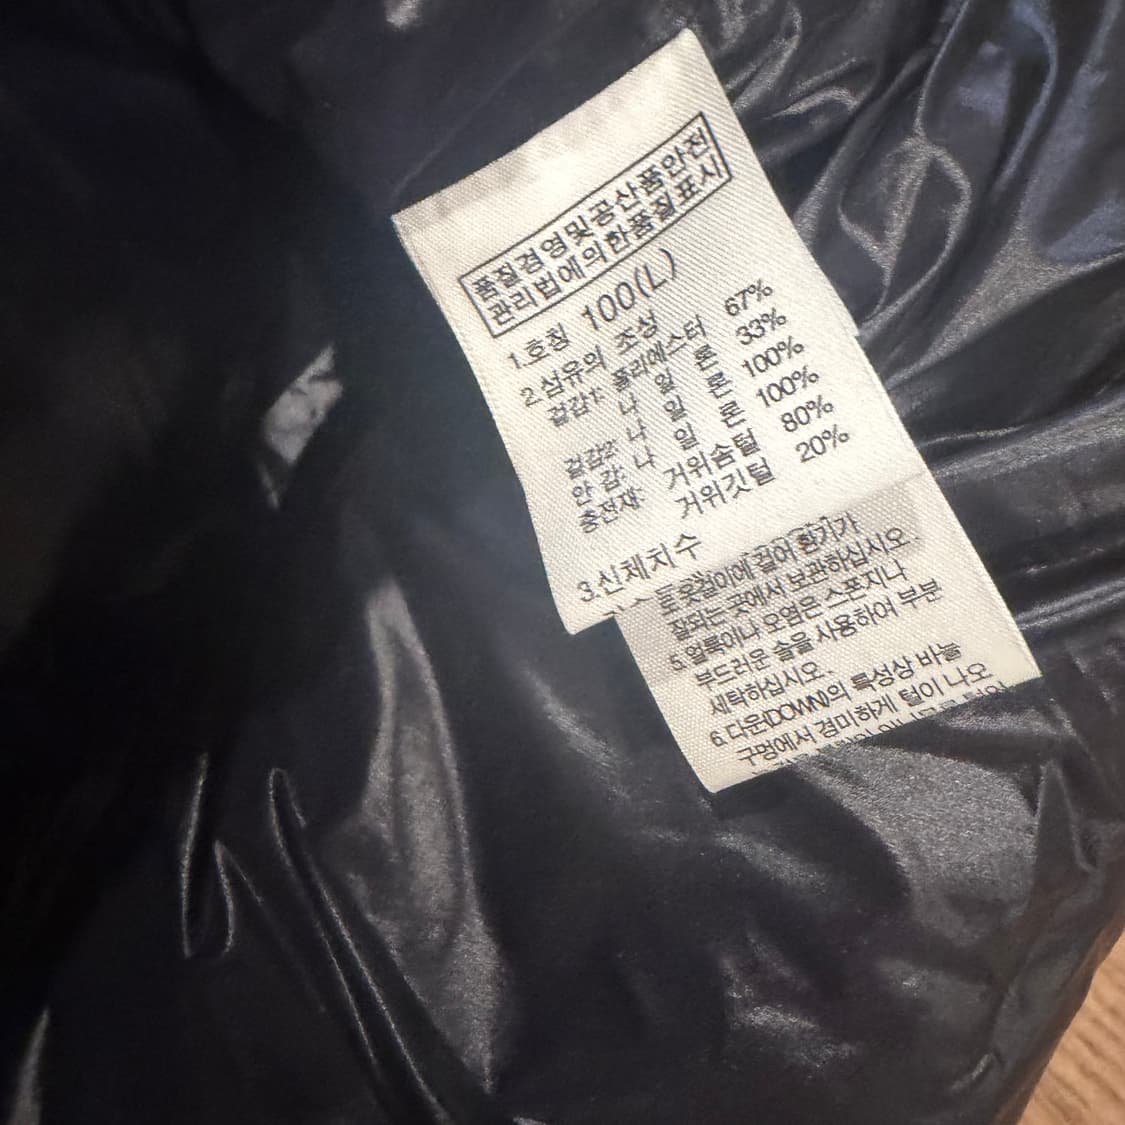 품질경영및공산품안전
관리법에의한품질표시
1.호칭 100(L)
2.섬유의 조성
겉감1: 폴리에스터 67%
나 일 론 33%
겉감2: 나 일 론 100%
안 감: 나 일 론 100%
충전재: 거위솜털 80%
거위깃털 20%
3.신체치수
옷걸이에 걸어 환기가
잘되는 곳에서 보관하십시오.
5.얼룩이나 오염은 스폰지나
부드러운 솔을 사용하여 부분
세탁하십시오.
6.다운(DOWN)의 특성상 바늘
구멍에서 경미하게 털이 나오